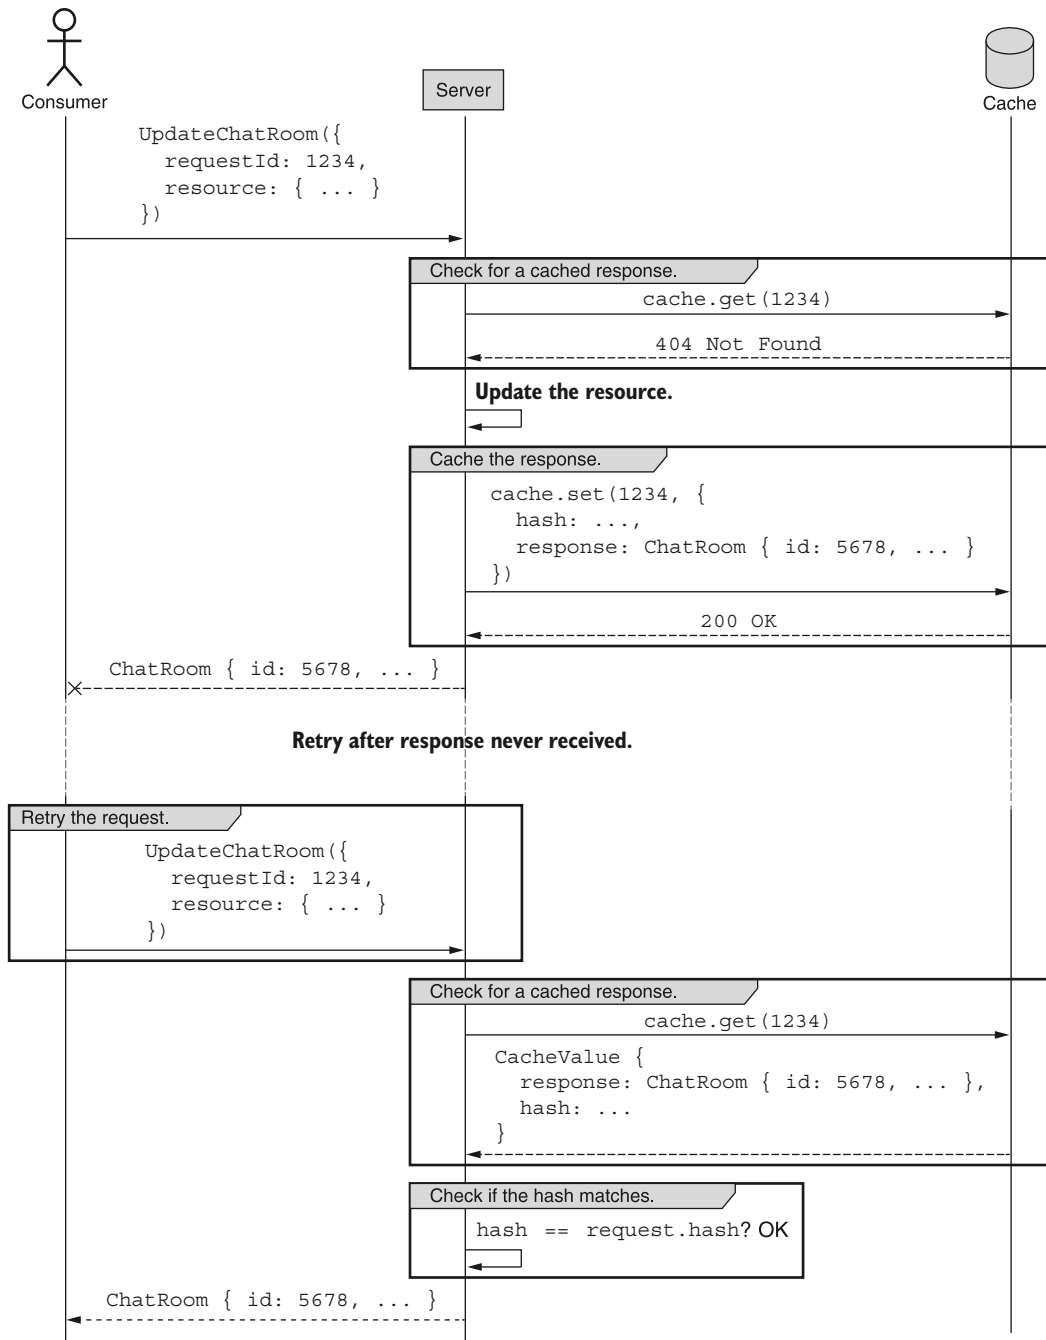 Consumer
Server
Cache
UpdateChatRoom({
requestId: 1234,
resource: { ... }
})
Check for a cached response.
cache.get(1234)
404 Not Found
Update the resource.
Cache the response.
cache.set(1234, {
hash: ...,
response: ChatRoom { id: 5678, ... }
})
200 OK
ChatRoom { id: 5678, ... }
Retry after response never received.
Retry the request.
UpdateChatRoom({
requestId: 1234,
resource: { ... }
})
Check for a cached response.
cache.get(1234)
CacheValue {
response: ChatRoom { id: 5678, ... },
hash: ...
}
Check if the hash matches.
hash == request.hash? OK
ChatRoom { id: 5678, ... }